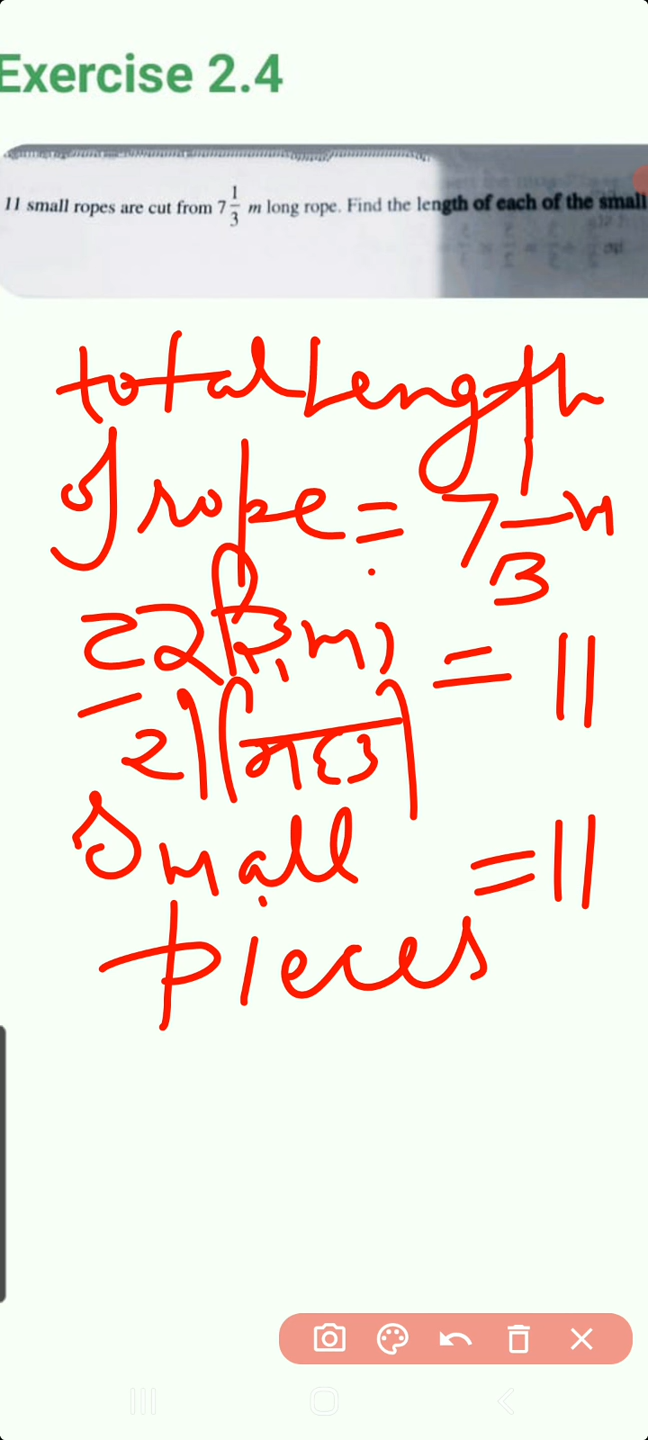 Exercise 2.4
11 small ropes are cut from 7 1/3 m long rope. Find the length of each of the small
total length
of rope = 7 1/3 m
22
= 11
Small = 11
pieces